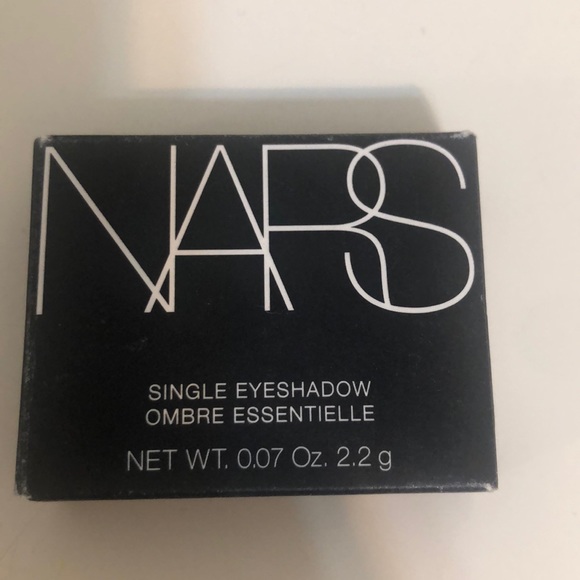 NARS
SINGLE EYESHADOW
OMBRE ESSENTIELLE
NET WT. 0.07 Oz. 2.2 g